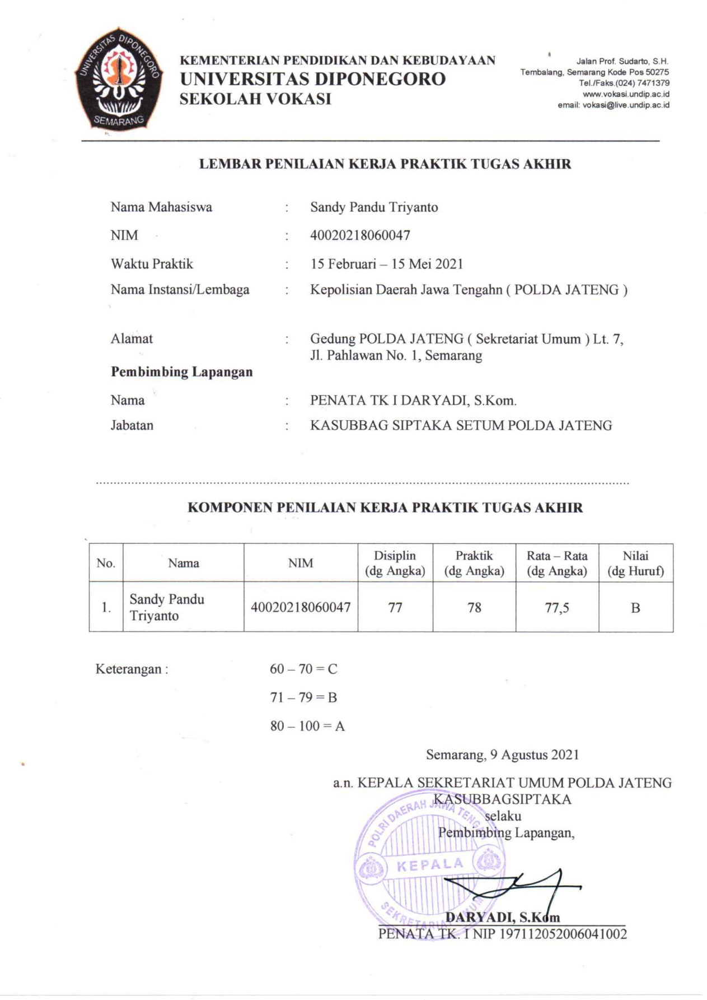 UNIVERSITAS DIPONEGORO
SEMARANG
KEMENTERIAN PENDIDIKAN DAN KEBUDAYAAN
UNIVERSITAS DIPONEGORO
SEKOLAH VOKASI
Jalan Prof. Sudarto, S.H.
Tembalang, Semarang Kode Pos 50275
Tel./Faks.(024) 7471379
www.vokasi.undip.ac.id
email: vokasi@live.undip.ac.id
LEMBAR PENILAIAN KERJA PRAKTIK TUGAS AKHIR
Nama Mahasiswa : Sandy Pandu Triyanto
NIM : 40020218060047
Waktu Praktik : 15 Februari – 15 Mei 2021
Nama Instansi/Lembaga : Kepolisian Daerah Jawa Tengahn ( POLDA JATENG )
Alamat : Gedung POLDA JATENG ( Sekretariat Umum ) Lt. 7,
Jl. Pahlawan No. 1, Semarang
Pembimbing Lapangan
Nama : PENATA TK I DARYADI, S.Kom.
Jabatan : KASUBBAG SIPTAKA SETUM POLDA JATENG
KOMPONEN PENILAIAN KERJA PRAKTIK TUGAS AKHIR
No. Nama NIM Disiplin (dg Angka) Praktik (dg Angka) Rata – Rata (dg Angka) Nilai (dg Huruf)
1. Sandy Pandu Triyanto 40020218060047 77 78 77,5 B
Keterangan : 60 – 70 = C
71 – 79 = B
80 – 100 = A
Semarang, 9 Agustus 2021
a.n. KEPALA SEKRETARIAT UMUM POLDA JATENG
KASUBBAGSIPTAKA
selaku
Pembimbing Lapangan,
POLRI DAERAH JAWA TENGAH
KEPALA
SEKRETARIAT UMUM
DARYADI, S.Kom
PENATA TK. I NIP 197112052006041002